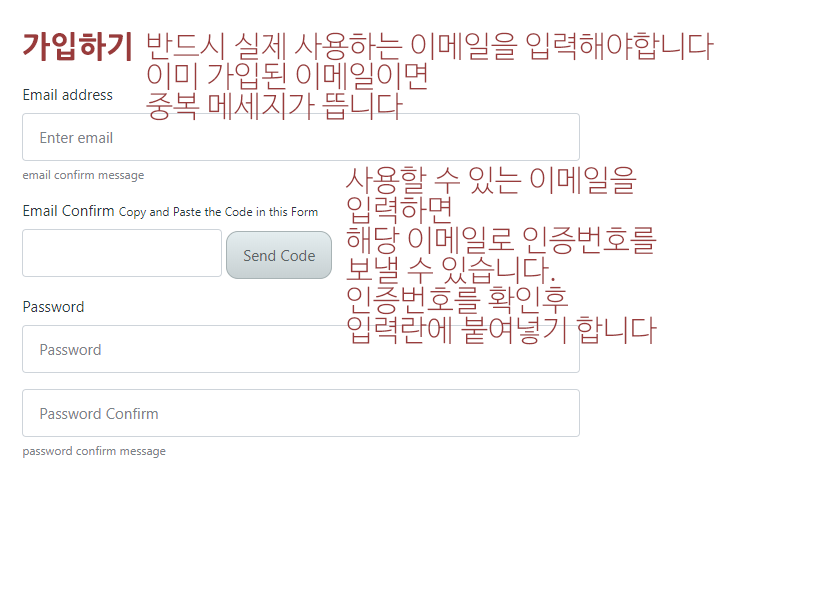 가입하기
반드시 실제 사용하는 이메일을 입력해야합니다
이미 가입된 이메일이면
중복 메세지가 뜹니다
Email address
Enter email
email confirm message
사용할 수 있는 이메일을
입력하면
해당 이메일로 인증번호를
보낼 수 있습니다.
인증번호를 확인후
입력란에 붙여넣기 합니다
Email Confirm Copy and Paste the Code in this Form
Send Code
Password
Password
Password Confirm
password confirm message